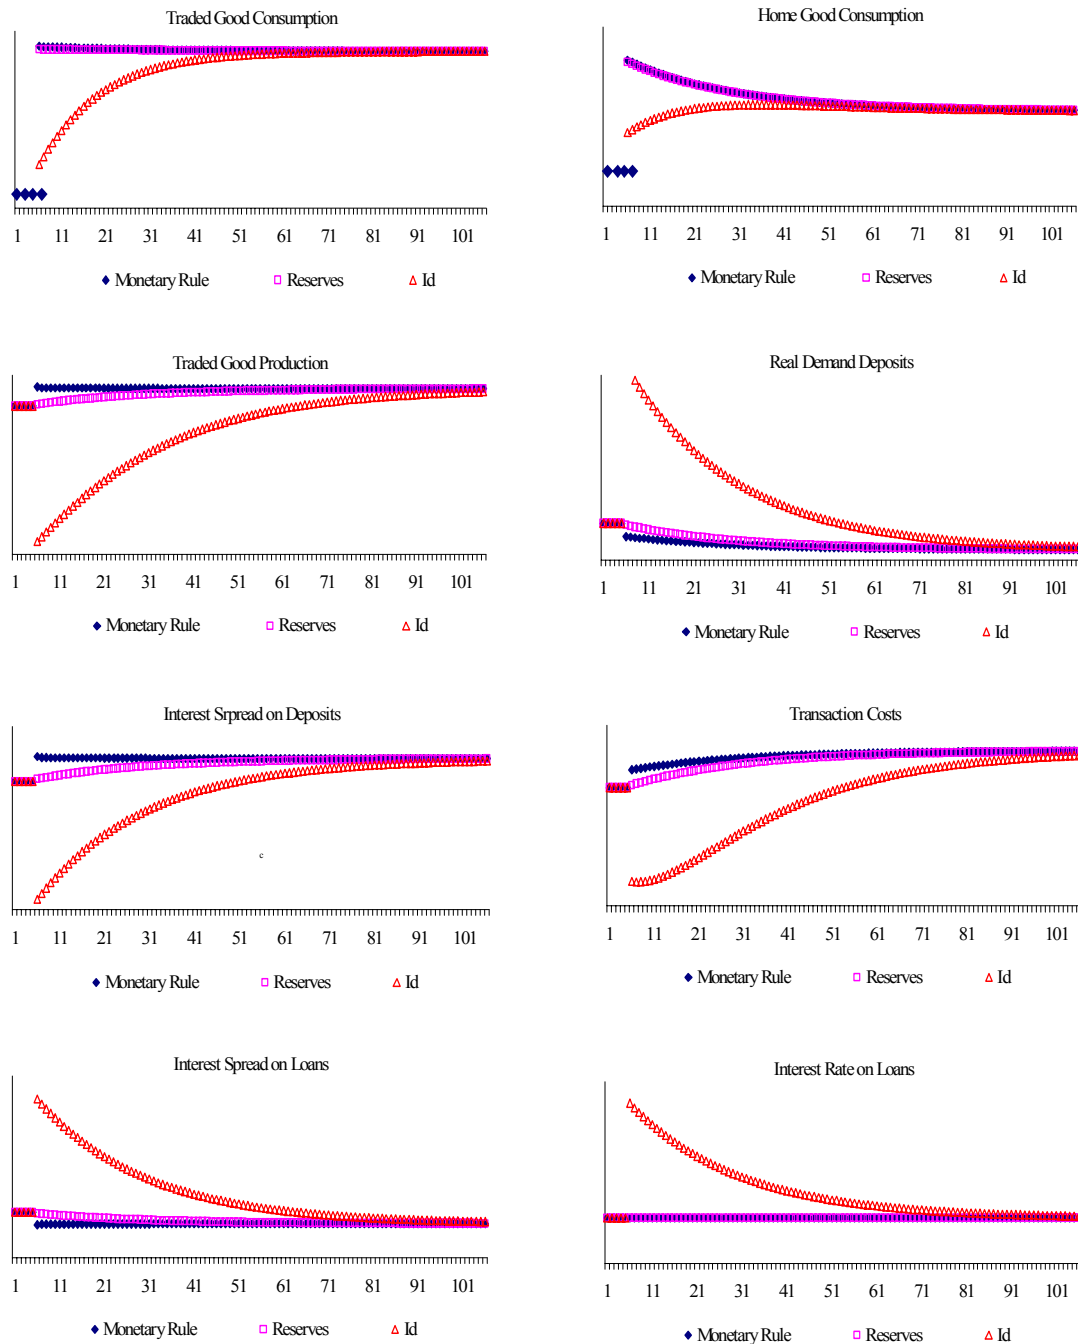 Traded Good Consumption
1 11 21 31 41 51 61 71 81 91 101
Monetary Rule Reserves Id
Home Good Consumption
1 11 21 31 41 51 61 71 81 91 101
Monetary Rule Reserves Id
Traded Good Production
1 11 21 31 41 51 61 71 81 91 101
Monetary Rule Reserves Id
Real Demand Deposits
1 11 21 31 41 51 61 71 81 91 101
Monetary Rule Reserves Id
Interest Srpread on Deposits
c
1 11 21 31 41 51 61 71 81 91 101
Monetary Rule Reserves Id
Transaction Costs
1 11 21 31 41 51 61 71 81 91 101
Monetary Rule Reserves Id
Interest Spread on Loans
1 11 21 31 41 51 61 71 81 91 101
Monetary Rule Reserves Id
Interest Rate on Loans
1 11 21 31 41 51 61 71 81 91 101
Monetary Rule Reserves Id